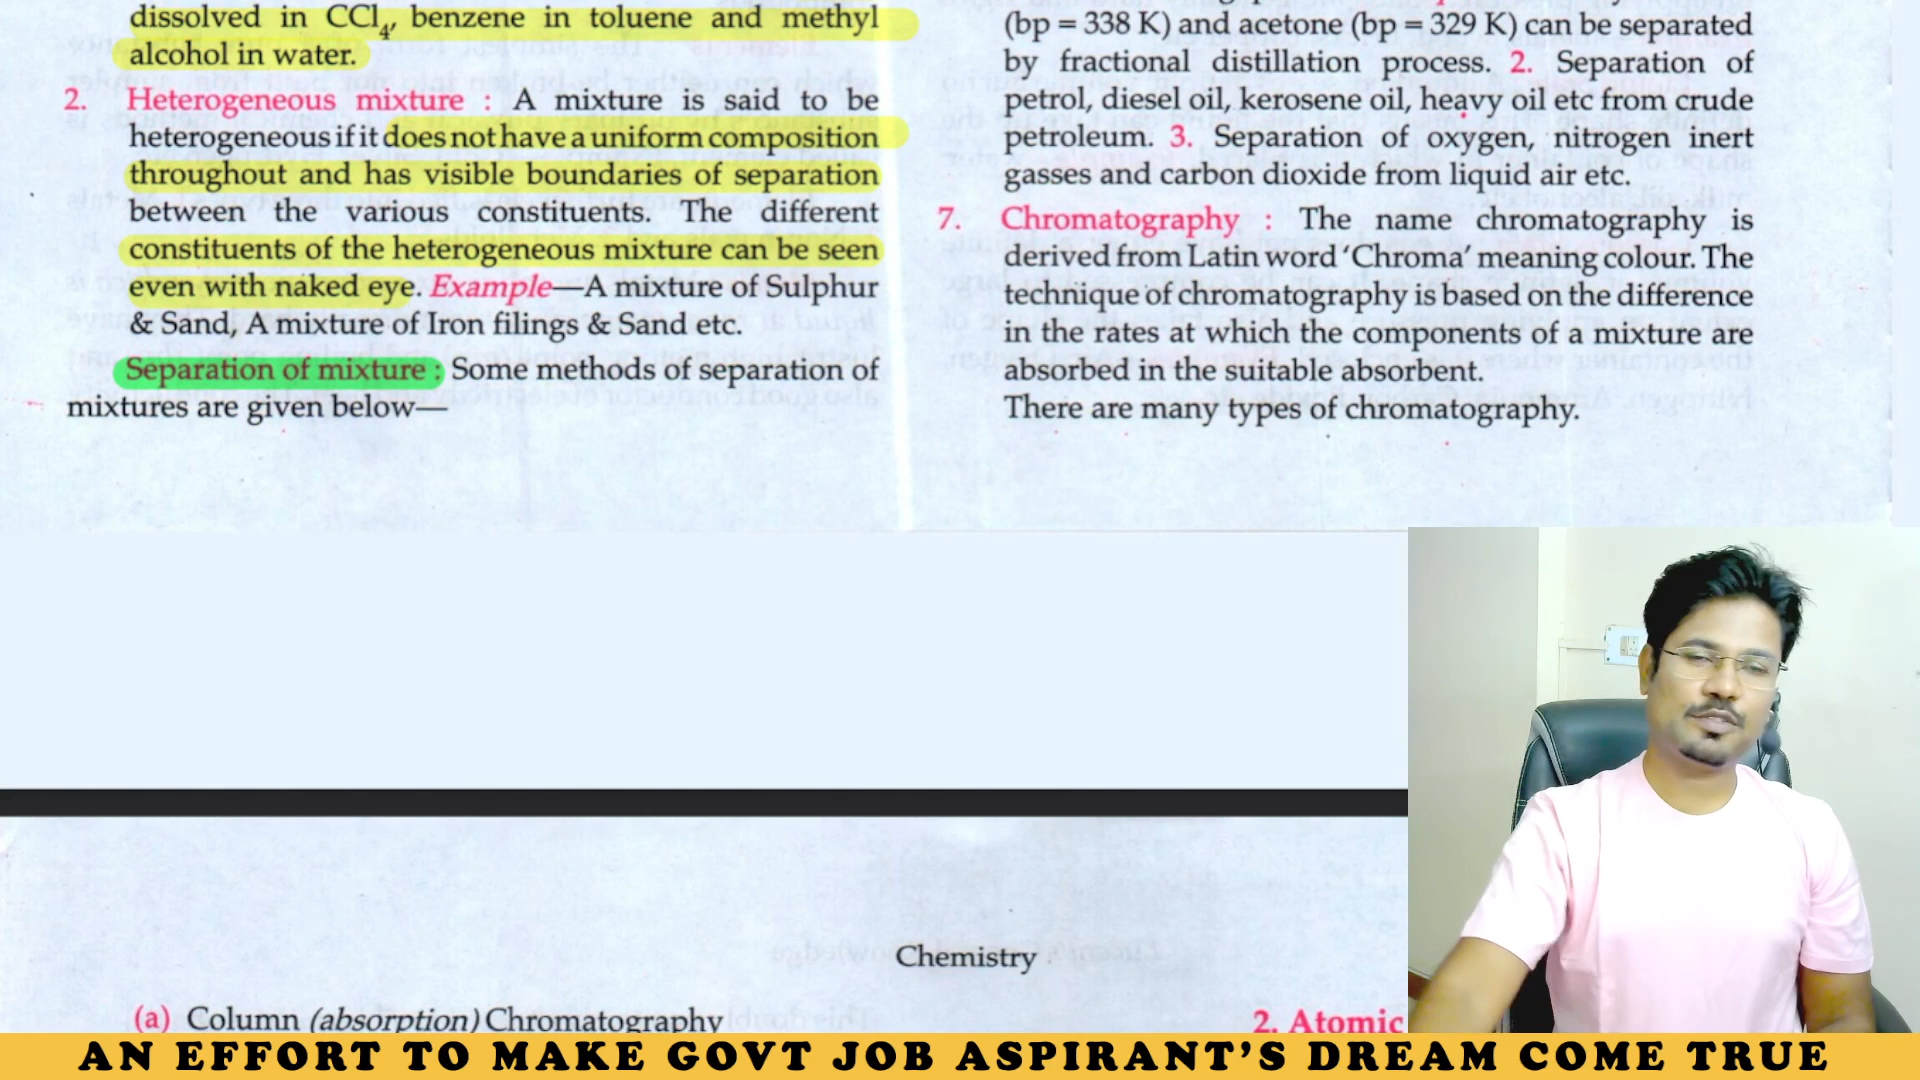 dissolved in CCl4, benzene in toluene and methyl
alcohol in water.
2. Heterogeneous mixture : A mixture is said to be
heterogeneous if it does not have a uniform composition
throughout and has visible boundaries of separation
between the various constituents. The different
constituents of the heterogeneous mixture can be seen
even with naked eye. Example—A mixture of Sulphur
& Sand, A mixture of Iron filings & Sand etc.
Separation of mixture : Some methods of separation of
mixtures are given below—
(bp = 338 K) and acetone (bp = 329 K) can be separated
by fractional distillation process. 2. Separation of
petrol, diesel oil, kerosene oil, heavy oil etc from crude
petroleum. 3. Separation of oxygen, nitrogen inert
gasses and carbon dioxide from liquid air etc.
7. Chromatography : The name chromatography is
derived from Latin word ‘Chroma’ meaning colour. The
technique of chromatography is based on the difference
in the rates at which the components of a mixture are
absorbed in the suitable absorbent.
There are many types of chromatography.
Chemistry
(a) Column (absorption) Chromatography
2. Atomic
AN EFFORT TO MAKE GOVT JOB ASPIRANT’S DREAM COME TRUE